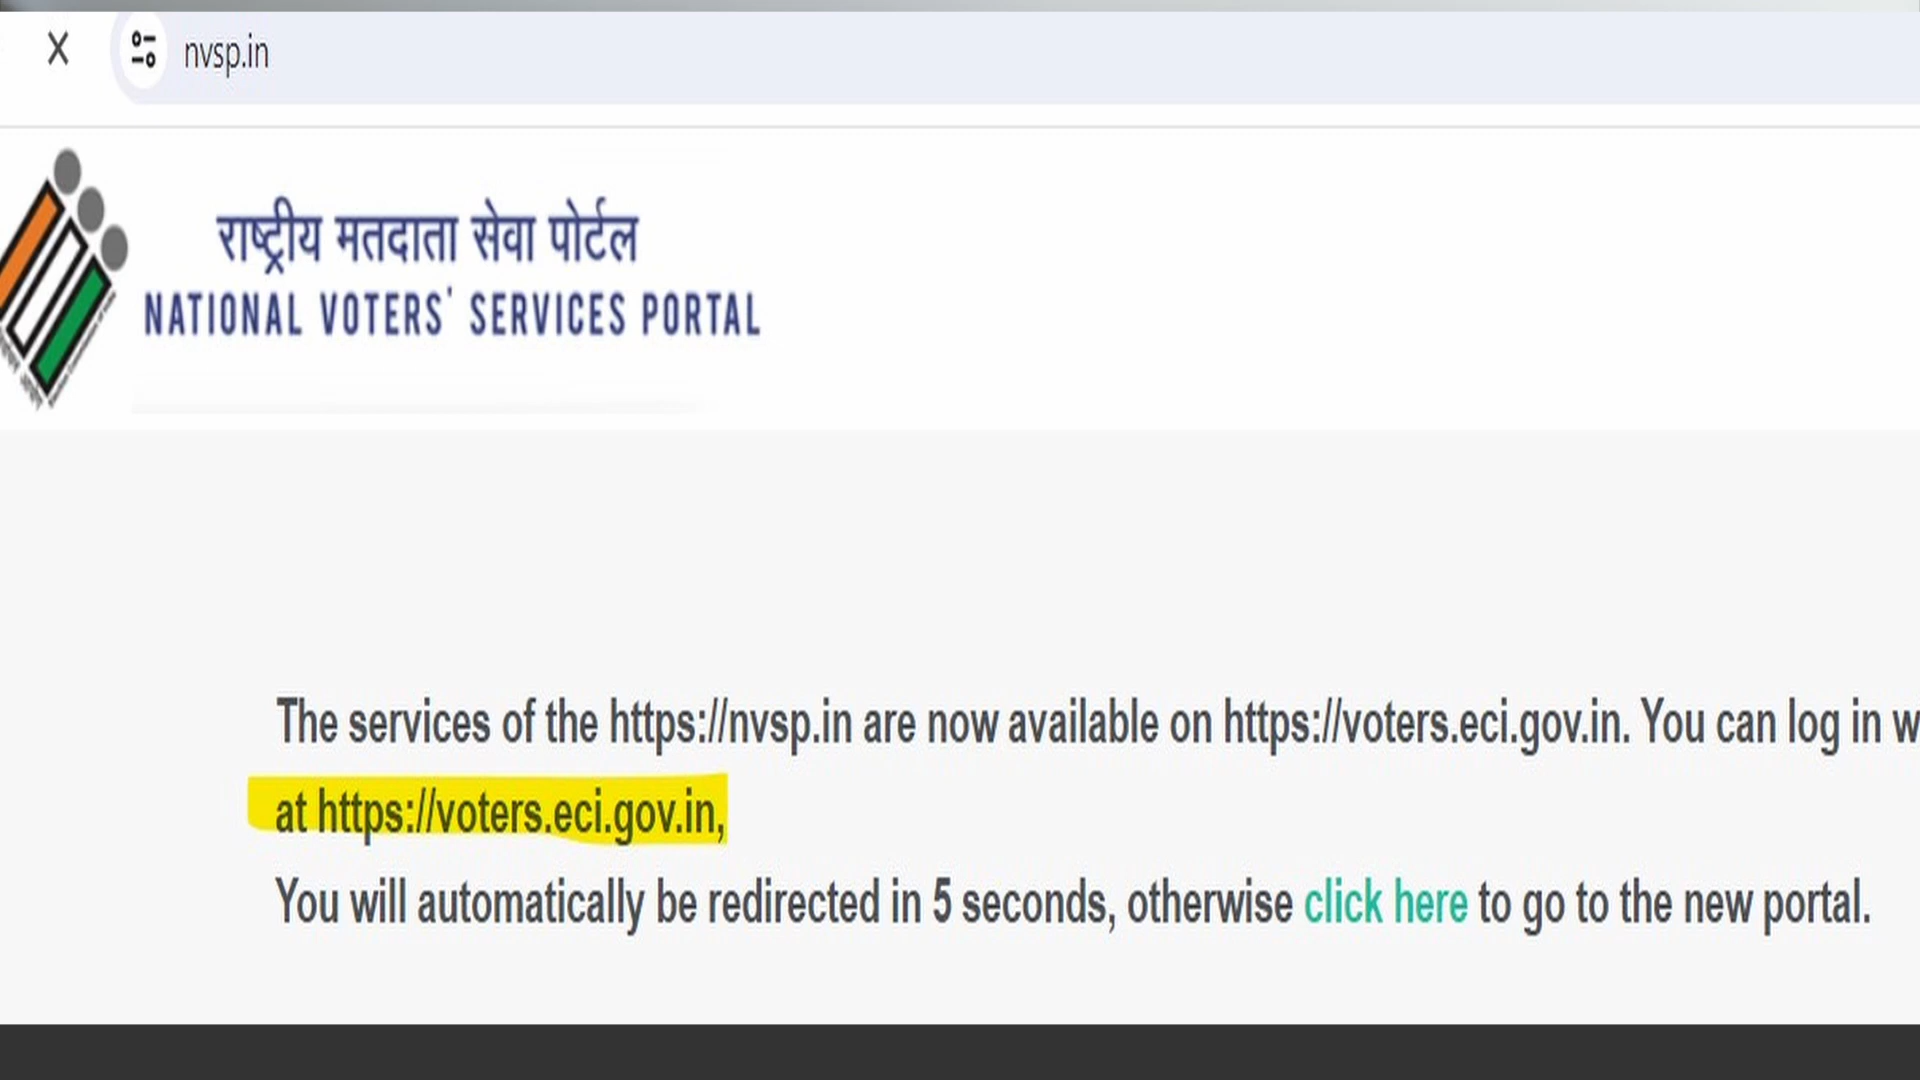 nvsp.in
राष्ट्रीय मतदाता सेवा पोर्टल
NATIONAL VOTERS' SERVICES PORTAL
The services of the https://nvsp.in are now available on https://voters.eci.gov.in. You can log in w
at https://voters.eci.gov.in,
You will automatically be redirected in 5 seconds, otherwise click here to go to the new portal.